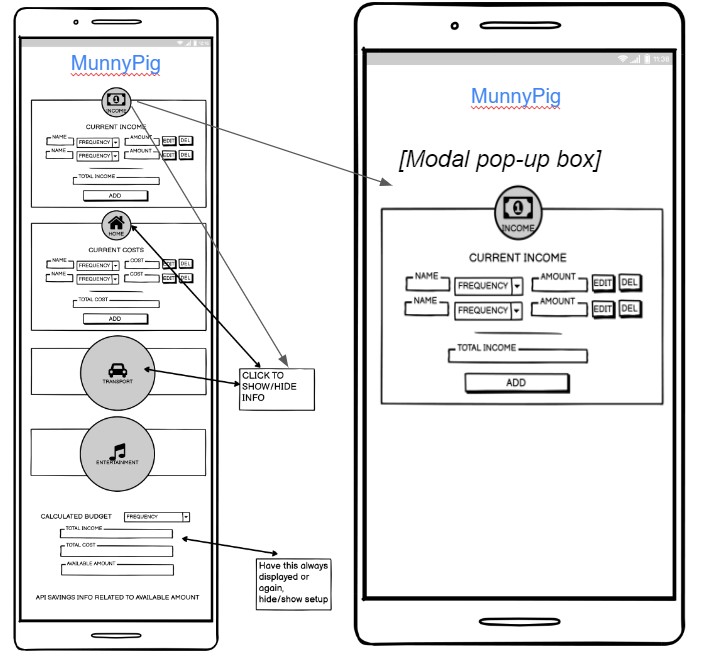 MunnyPig
INCOME
CURRENT INCOME
NAME FREQUENCY AMOUNT EDIT DEL
NAME FREQUENCY AMOUNT EDIT DEL
TOTAL INCOME
ADD
HOME
CURRENT COSTS
NAME FREQUENCY COST EDIT DEL
NAME FREQUENCY COST EDIT DEL
TOTAL COST
ADD
TRANSPORT
ENTERTAINMENT
CALCULATED BUDGET FREQUENCY
TOTAL INCOME
TOTAL COST
AVAILABLE AMOUNT
API SAVINGS INFO RELATED TO AVAILABLE AMOUNT
CLICK TO
SHOW/HIDE
INFO
Have this always
displayed or
again,
hide/show setup
MunnyPig
[Modal pop-up box]
1
INCOME
CURRENT INCOME
NAME FREQUENCY AMOUNT EDIT DEL
NAME FREQUENCY AMOUNT EDIT DEL
TOTAL INCOME
ADD